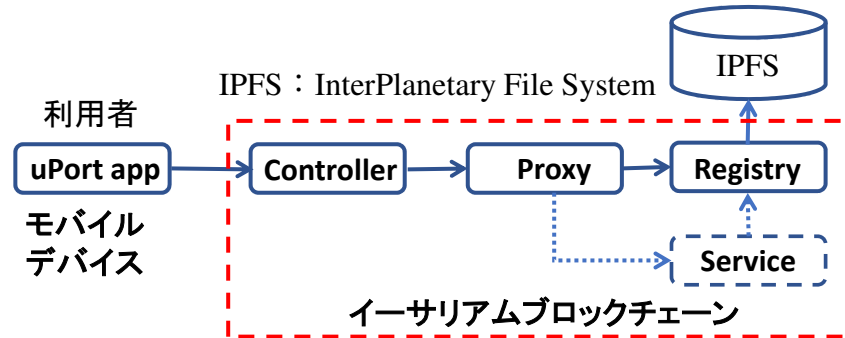 IPFS
IPFS：InterPlanetary File System
利用者
uPort app
Controller
Proxy
Registry
モバイル
デバイス
Service
イーサリアムブロックチェーン